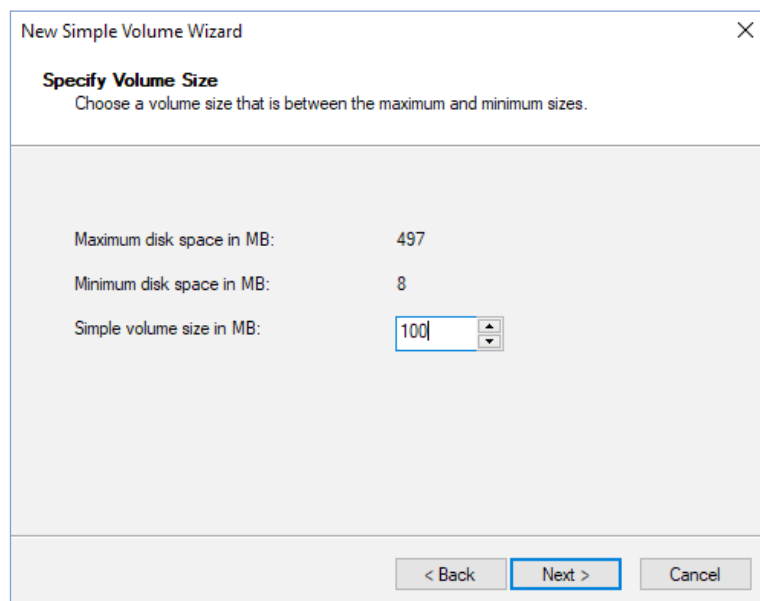 New Simple Volume Wizard
Specify Volume Size
Choose a volume size that is between the maximum and minimum sizes.
Maximum disk space in MB: 497
Minimum disk space in MB: 8
Simple volume size in MB: 100
< Back Next > Cancel